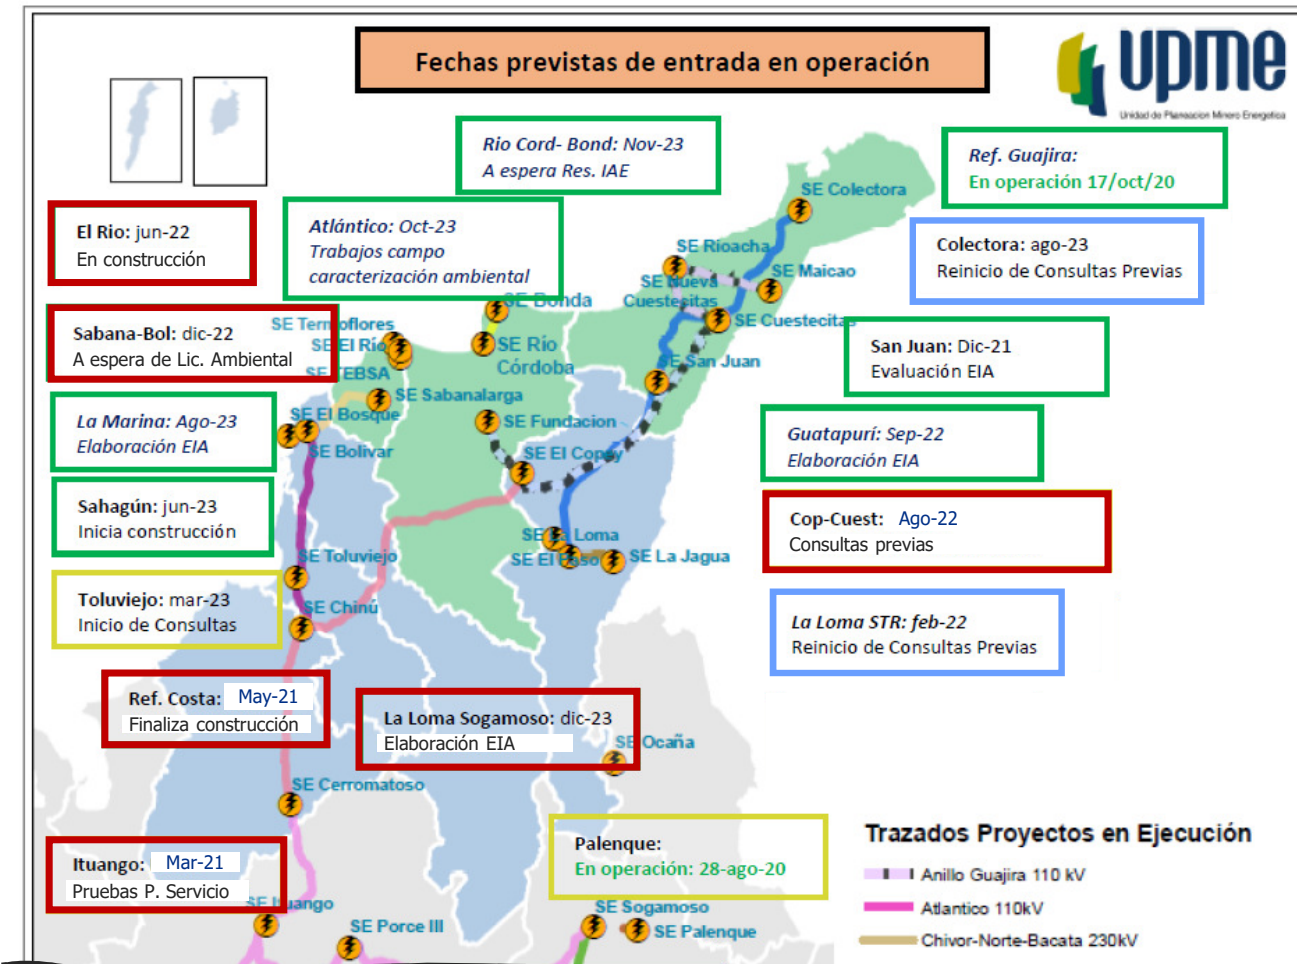 Fechas previstas de entrada en operación
upme
Unidad de Planeacion Minero Energetica
Rio Cord- Bond: Nov-23
A espera Res. IAE
Ref. Guajira:
En operación 17/oct/20
El Rio: jun-22
En construcción
Atlántico: Oct-23
Trabajos campo
caracterización ambiental
Colectora: ago-23
Reinicio de Consultas Previas
Sabana-Bol: dic-22
A espera de Lic. Ambiental
San Juan: Dic-21
Evaluación EIA
La Marina: Ago-23
Elaboración EIA
Guatapurí: Sep-22
Elaboración EIA
Sahagún: jun-23
Inicia construcción
Cop-Cuest: Ago-22
Consultas previas
Toluviejo: mar-23
Inicio de Consultas
La Loma STR: feb-22
Reinicio de Consultas Previas
Ref. Costa: May-21
Finaliza construcción
La Loma Sogamoso: dic-23
Elaboración EIA
Ituango: Mar-21
Pruebas P. Servicio
Palenque:
En operación: 28-ago-20
SE Colectora
SE Rioacha
SE Maicao
SE Nueva
Cuestecitas
SE Cuestecitas
SE Bonda
SE Termoflores
SE El Río
SE Río
Córdoba
SE San Juan
SE TEBSA
SE Sabanalarga
SE El Bosque
SE Fundacion
SE Bolivar
SE El Copey
SE La Loma
SE El Paso
SE La Jagua
SE Toluviejo
SE Chinú
SE Ocaña
SE Cerromatoso
SE Ituango
SE Porce III
SE Sogamoso
SE Palenque
Trazados Proyectos en Ejecución
Anillo Guajira 110 kV
Atlantico 110kV
Chivor-Norte-Bacata 230kV